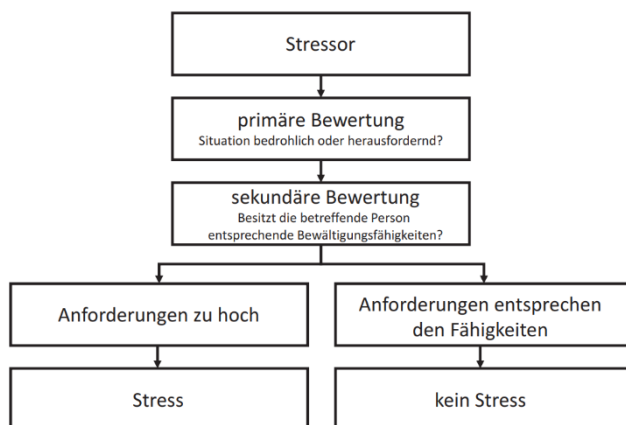 Stressor
primäre Bewertung
Situation bedrohlich oder herausfordernd?
sekundäre Bewertung
Besitzt die betreffende Person
entsprechende Bewältigungsfähigkeiten?
Anforderungen zu hoch
Anforderungen entsprechen
den Fähigkeiten
Stress
kein Stress